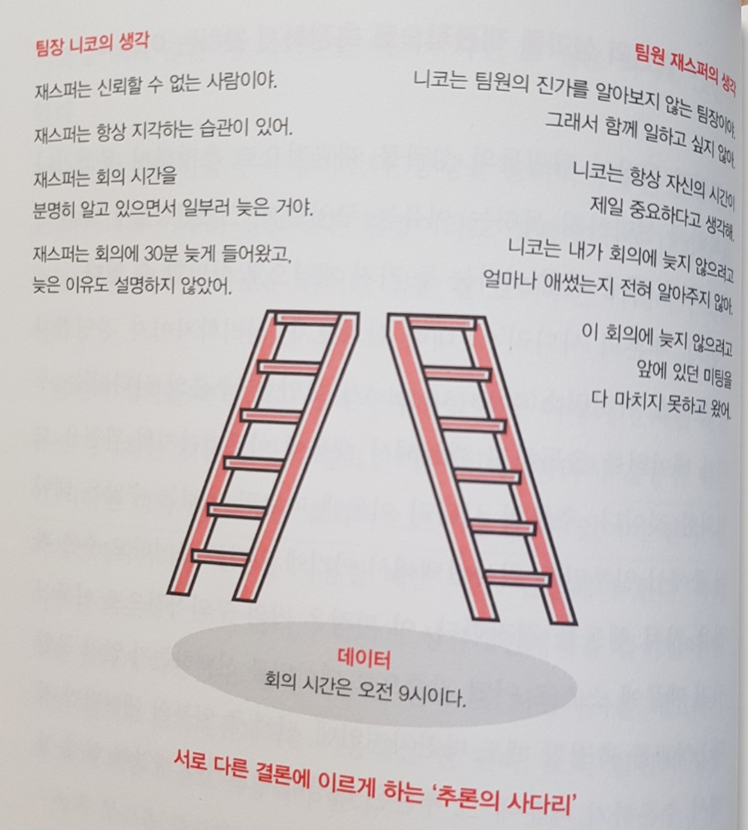 팀장 니코의 생각
재스퍼는 신뢰할 수 없는 사람이야.
재스퍼는 항상 지각하는 습관이 있어.
재스퍼는 회의 시간을
분명히 알고 있으면서 일부러 늦은 거야.
재스퍼는 회의에 30분 늦게 들어왔고,
늦은 이유도 설명하지 않았어.
팀원 재스퍼의 생각
니코는 팀원의 진가를 알아보지 않는 팀장이야.
그래서 함께 일하고 싶지 않아.
니코는 항상 자신의 시간이
제일 중요하다고 생각해.
니코는 내가 회의에 늦지 않으려고
얼마나 애썼는지 전혀 알아주지 않아.
이 회의에 늦지 않으려고
앞에 있던 미팅을
다 마치지 못하고 왔어.
데이터
회의 시간은 오전 9시이다.
서로 다른 결론에 이르게 하는 ‘추론의 사다리’